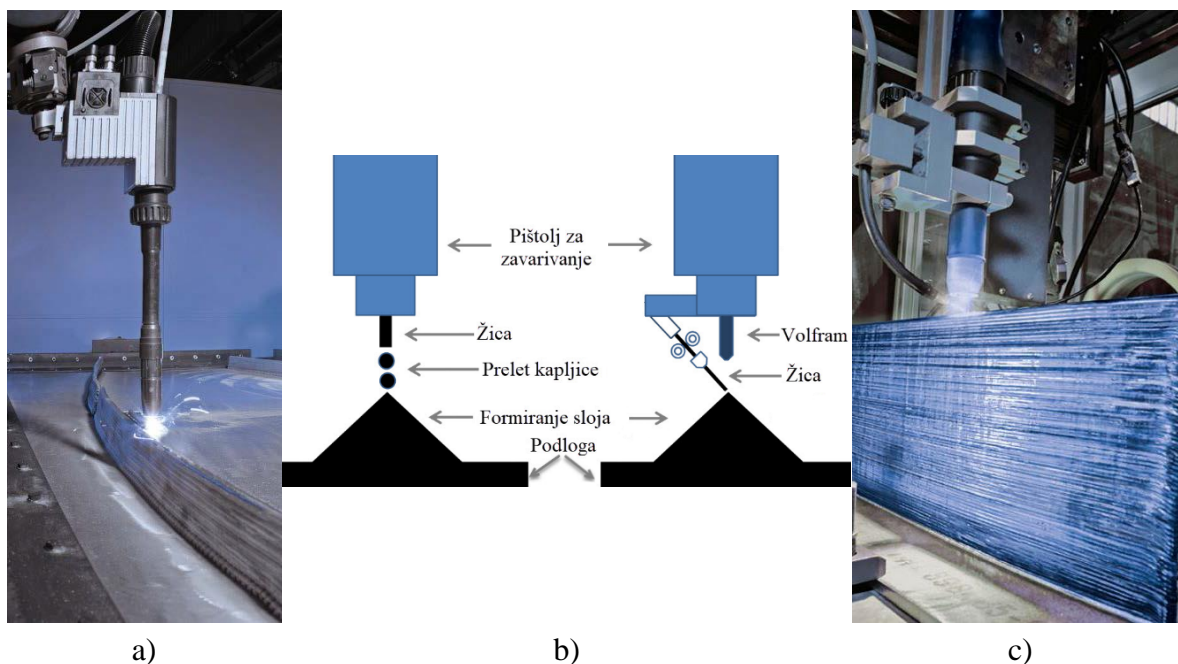 Pištolj za
zavarivanje
Žica
Volfram
Prelet kapljice
Žica
Formiranje sloja
Podloga
a)
b)
c)